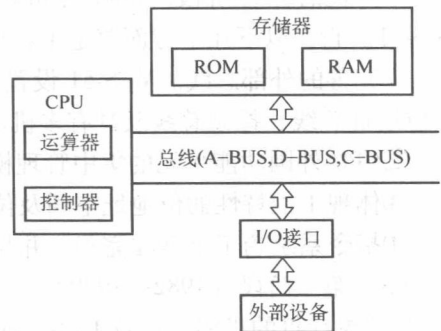 存储器
ROM
RAM
CPU
运算器
控制器
总线(A-BUS,D-BUS,C-BUS)
I/O接口
外部设备